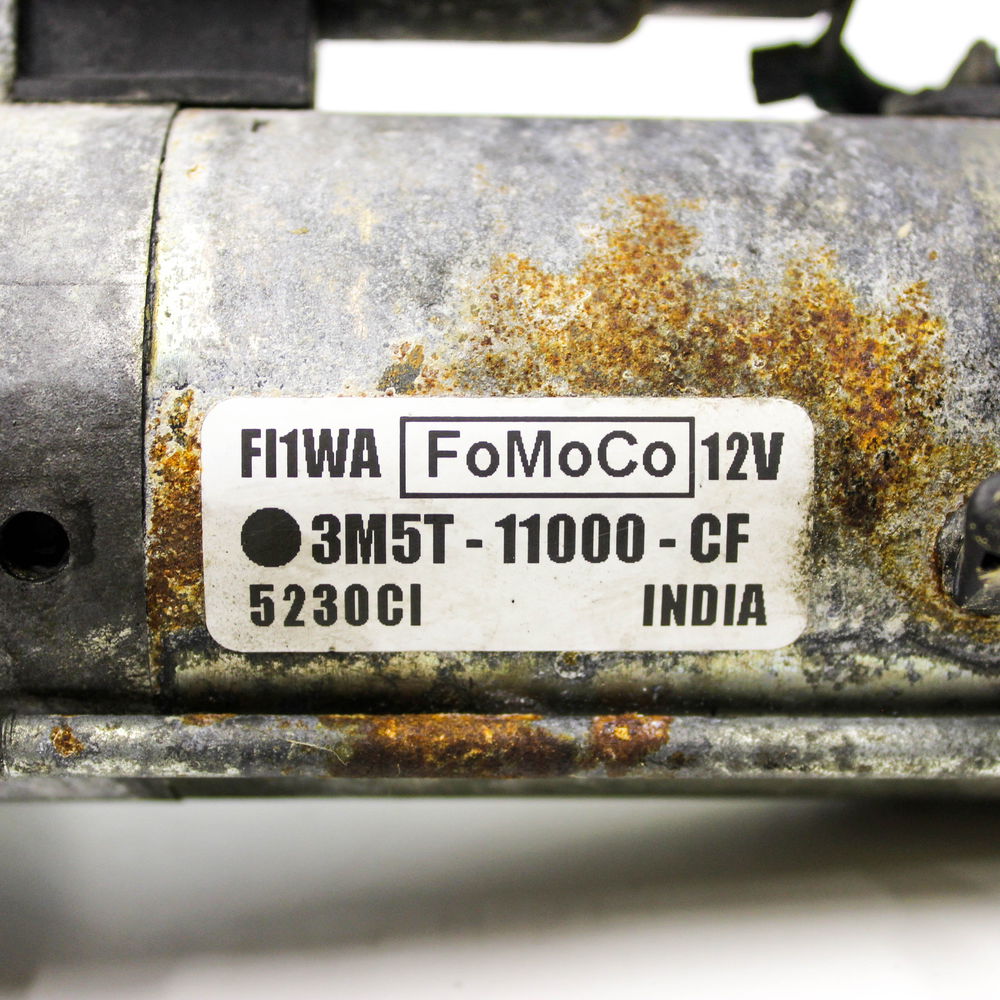 FI1WA FoMoCo 12V
3M5T - 11000 - CF
5230CI INDIA